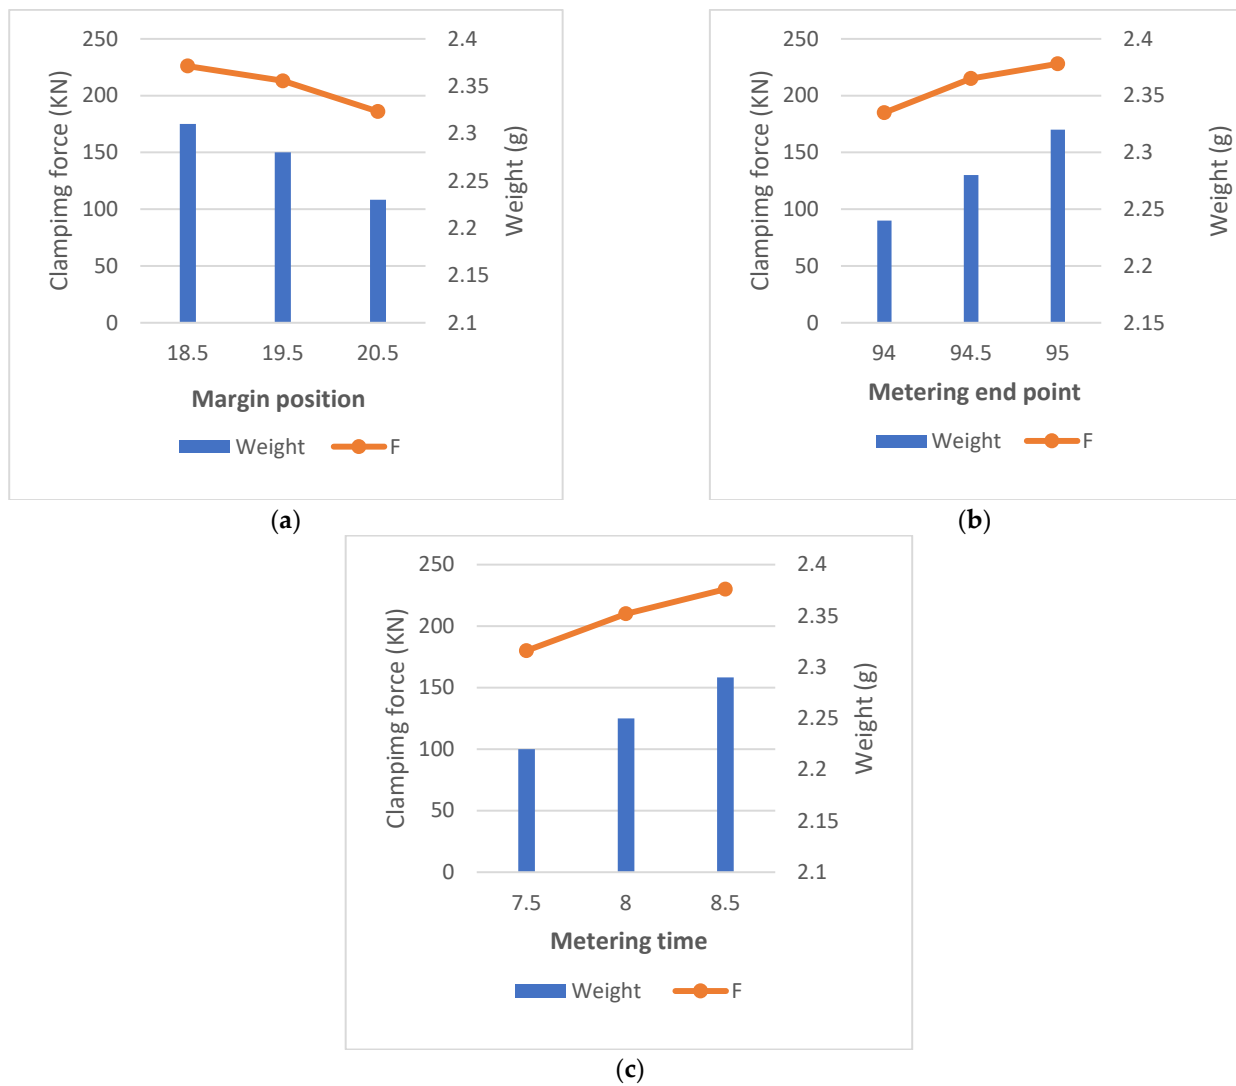 250
200
150
100
50
0
Clampimg force (KN)
2.4
2.35
2.3
2.25
2.2
2.15
2.1
Weight (g)
18.5 19.5 20.5
Margin position
Weight F
(a)
250
200
150
100
50
0
Clampimg force (KN)
2.4
2.35
2.3
2.25
2.2
2.15
Weight (g)
94 94.5 95
Metering end point
Weight F
(b)
250
200
150
100
50
0
Clampimg force (KN)
2.4
2.35
2.3
2.25
2.2
2.15
2.1
Weight (g)
7.5 8 8.5
Metering time
Weight F
(c)